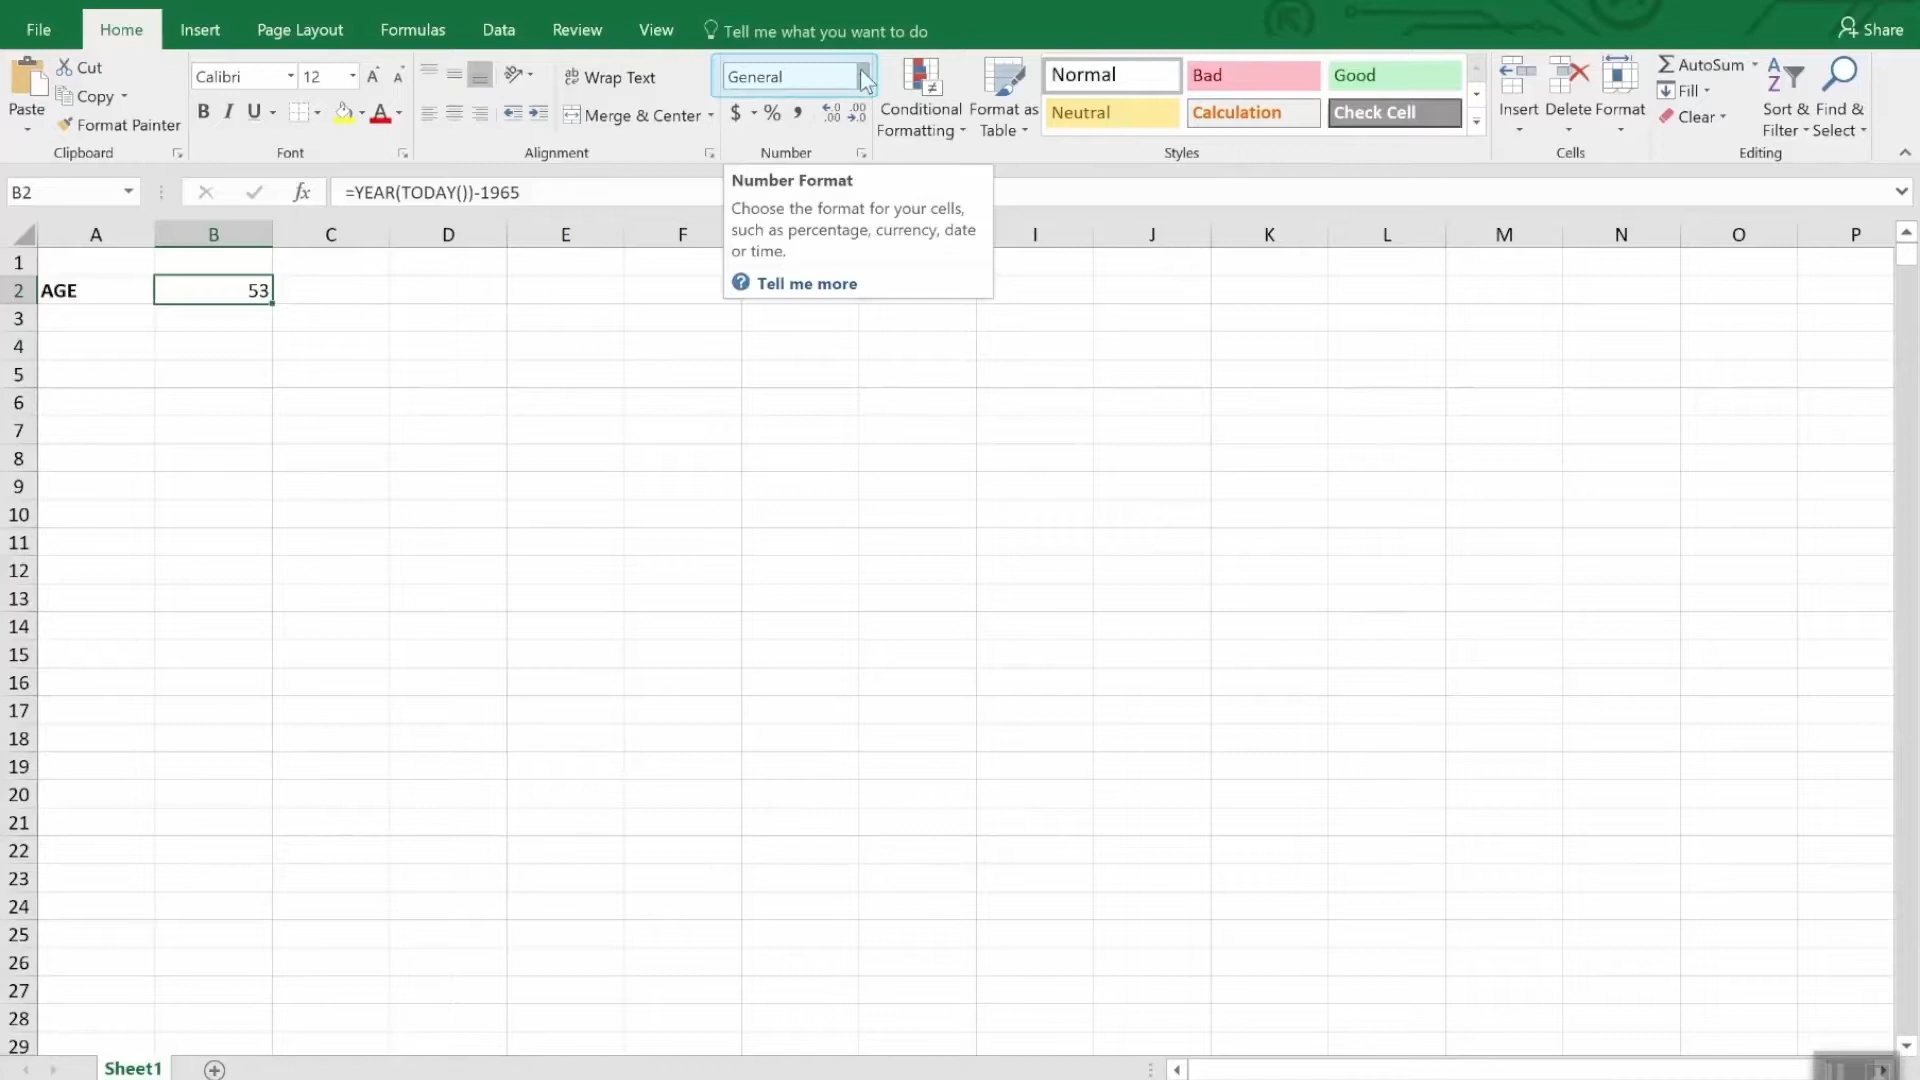 File Home Insert Page Layout Formulas Data Review View Tell me what you want to do Share
Cut
Copy
Format Painter
Paste
Clipboard
Calibri 12 A A
B I U A
Font
ab Wrap Text
Merge & Center
Alignment
General
$ % , .00 .00
Number
Conditional
Formatting
Format as
Table
Normal Bad Good
Neutral Calculation Check Cell
Styles
Insert Delete Format
Cells
AutoSum
Fill
Clear
Sort &
Filter
Find &
Select
Editing
B2 fx =YEAR(TODAY())-1965
Number Format
Choose the format for your cells,
such as percentage, currency, date
or time.
Tell me more
A B C D E F I J K L M N O P
1
2 AGE 53
3
4
5
6
7
8
9
10
11
12
13
14
15
16
17
18
19
20
21
22
23
24
25
26
27
28
29
Sheet1